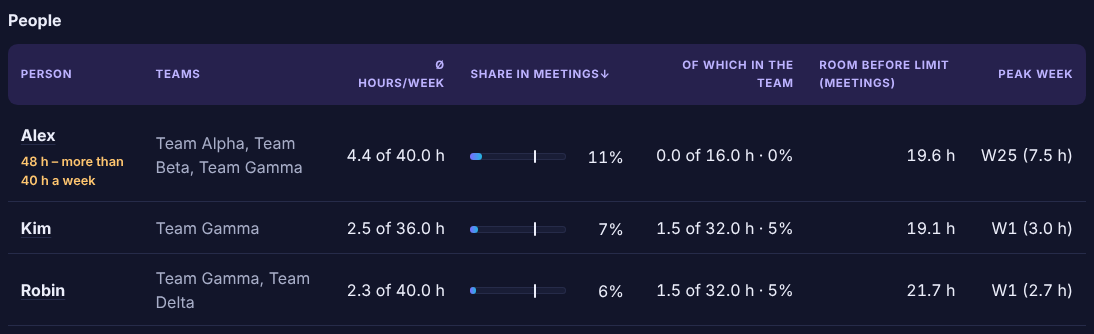 People
PERSON
TEAMS
Ø HOURS/WEEK
SHARE IN MEETINGS↓
OF WHICH IN THE TEAM
ROOM BEFORE LIMIT (MEETINGS)
PEAK WEEK
Alex
48 h – more than
40 h a week
Team Alpha, Team
Beta, Team Gamma
4.4 of 40.0 h
11%
0.0 of 16.0 h · 0%
19.6 h
W25 (7.5 h)
Kim
Team Gamma
2.5 of 36.0 h
7%
1.5 of 32.0 h · 5%
19.1 h
W1 (3.0 h)
Robin
Team Gamma, Team
Delta
2.3 of 40.0 h
6%
1.5 of 32.0 h · 5%
21.7 h
W1 (2.7 h)